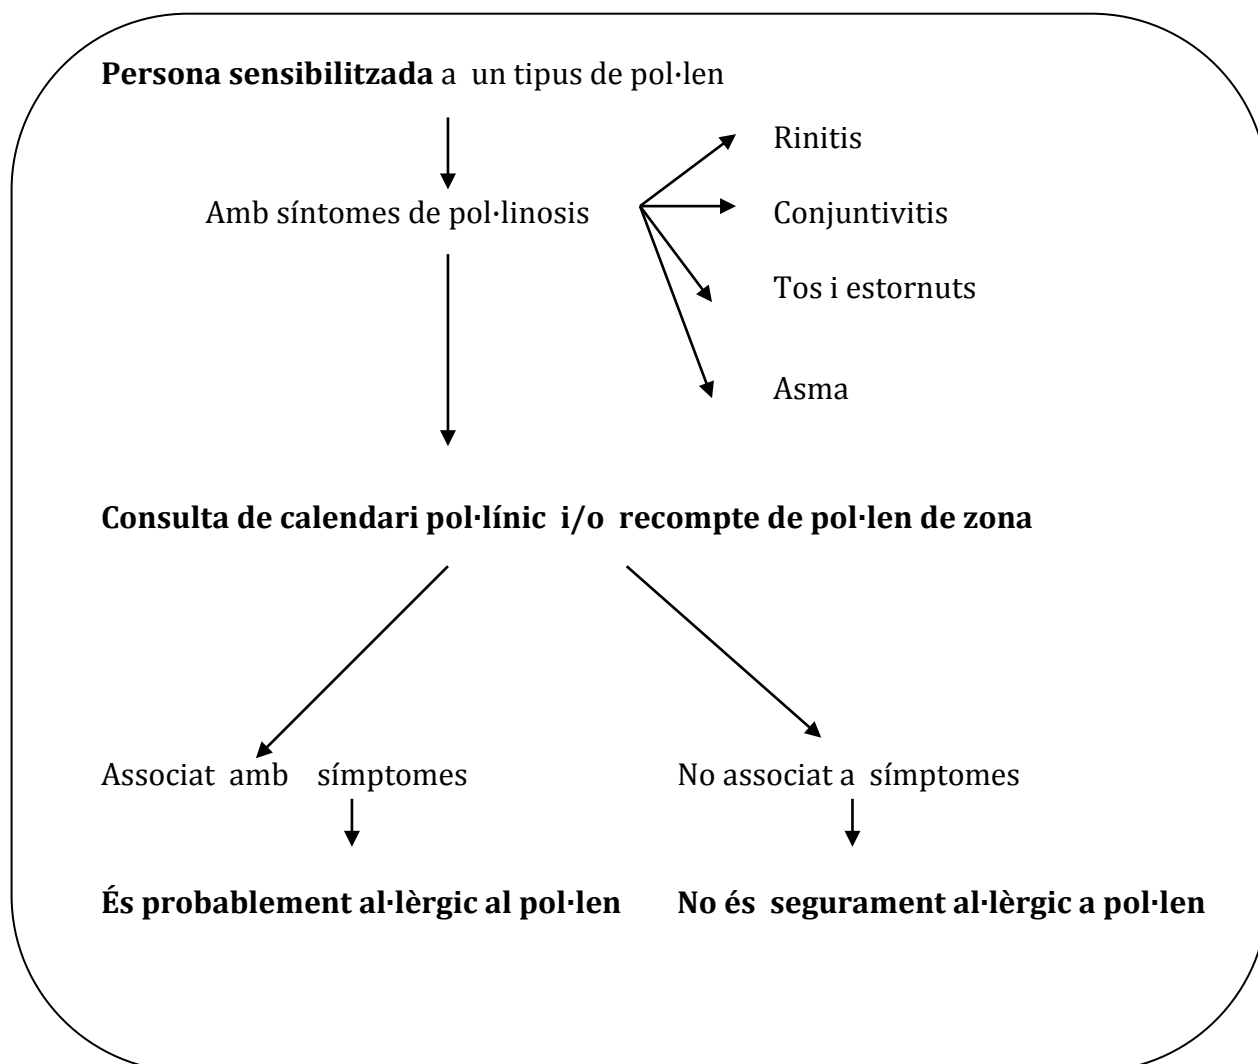 Persona sensibilitzada a un tipus de pol·len
Rinitis
Amb síntomes de pol·linosis
Conjuntivitis
Tos i estornuts
Asma
Consulta de calendari pol·línic i/o recompte de pol·len de zona
Associat amb símptomes
No associat a símptomes
És probablement al·lèrgic al pol·len
No és segurament al·lèrgic a pol·len